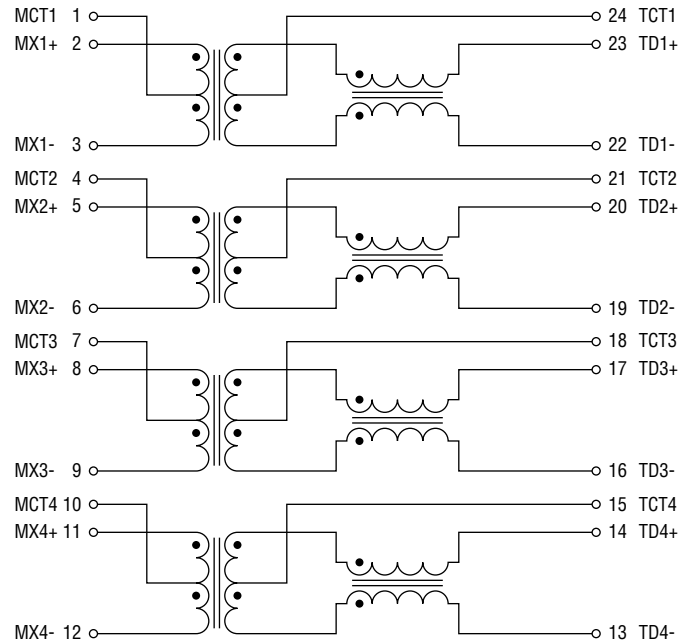 MCT1 1 24 TCT1
MX1+ 2 23 TD1+
MX1- 3 22 TD1-
MCT2 4 21 TCT2
MX2+ 5 20 TD2+
MX2- 6 19 TD2-
MCT3 7 18 TCT3
MX3+ 8 17 TD3+
MX3- 9 16 TD3-
MCT4 10 15 TCT4
MX4+ 11 14 TD4+
MX4- 12 13 TD4-